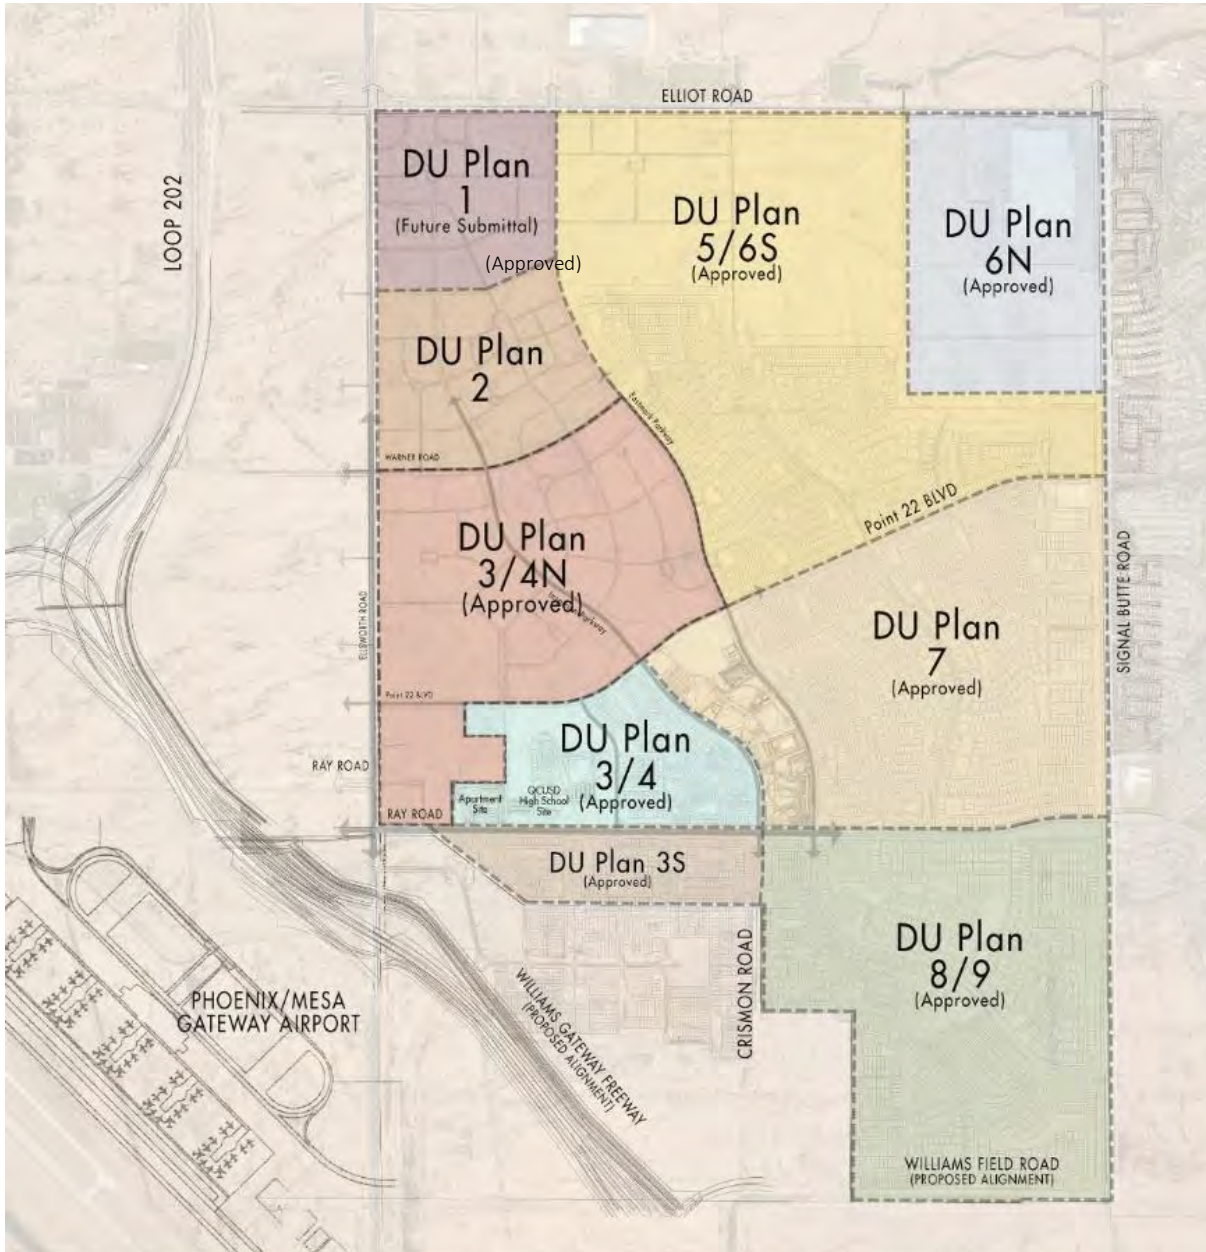 ELLIOT ROAD
LOOP 202
DU Plan
1
(Future Submittal)
(Approved)
DU Plan
5/6S
(Approved)
DU Plan
6N
(Approved)
DU Plan
2
Eastmark Parkway
WARNER ROAD
Point 22 BLVD
DU Plan
3/4N
(Approved)
Parkway
ELLSWORTH ROAD
SIGNAL BUTTE ROAD
DU Plan
7
(Approved)
Point 22 BLVD
DU Plan
3/4
(Approved)
RAY ROAD
Apartment
Site
QCUSD
High School
Site
RAY ROAD
DU Plan 3S
(Approved)
DU Plan
8/9
(Approved)
CRISMON ROAD
PHOENIX/MESA
GATEWAY AIRPORT
WILLIAMS GATEWAY FREEWAY
(PROPOSED ALIGNMENT)
WILLIAMS FIELD ROAD
(PROPOSED ALIGNMENT)